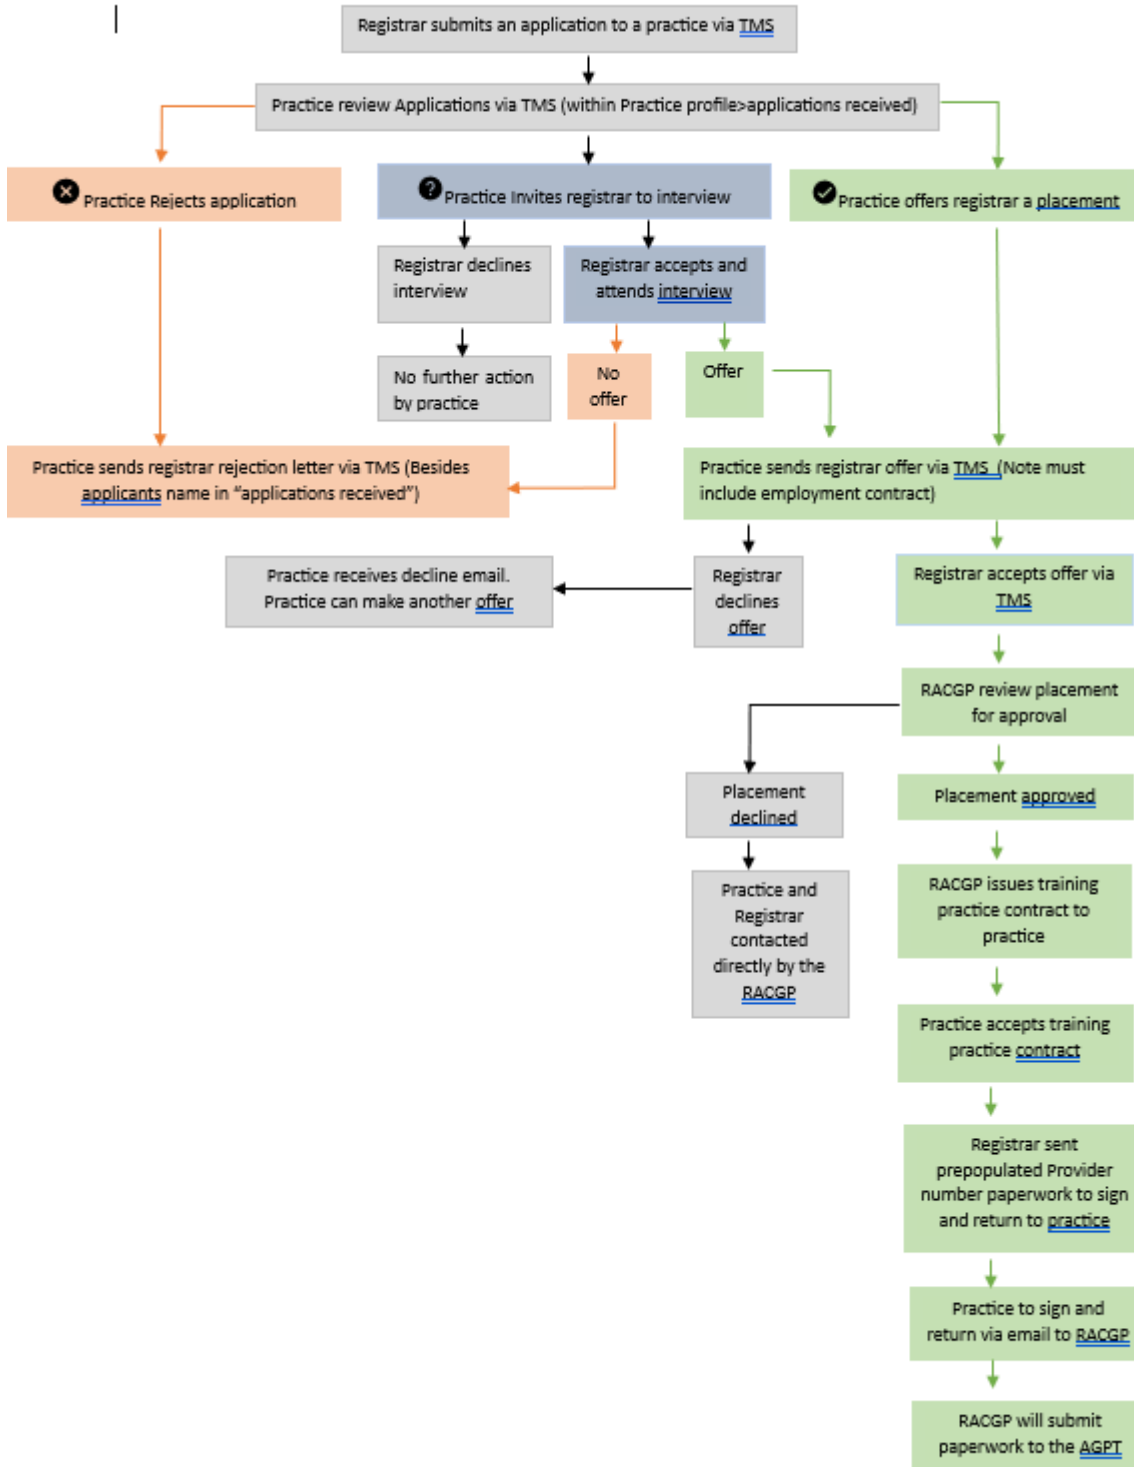 Registrar submits an application to a practice via TMS
Practice review Applications via TMS (within Practice profile>applications received)
Practice Rejects application
Practice Invites registrar to interview
Practice offers registrar a placement
Registrar declines
interview
Registrar accepts and
attends interview
No further action
by practice
No
offer
Offer
Practice sends registrar rejection letter via TMS (Besides
applicants name in “applications received”)
Practice sends registrar offer via TMS (Note must
include employment contract)
Practice receives decline email.
Practice can make another offer
Registrar
declines
offer
Registrar accepts offer via
TMS
RACGP review placement
for approval
Placement
declined
Placement approved
Practice and
Registrar
contacted
directly by the
RACGP
RACGP issues training
practice contract to
practice
Practice accepts training
practice contract
Registrar sent
prepopulated Provider
number paperwork to sign
and return to practice
Practice to sign and
return via email to RACGP
RACGP will submit
paperwork to the AGPT